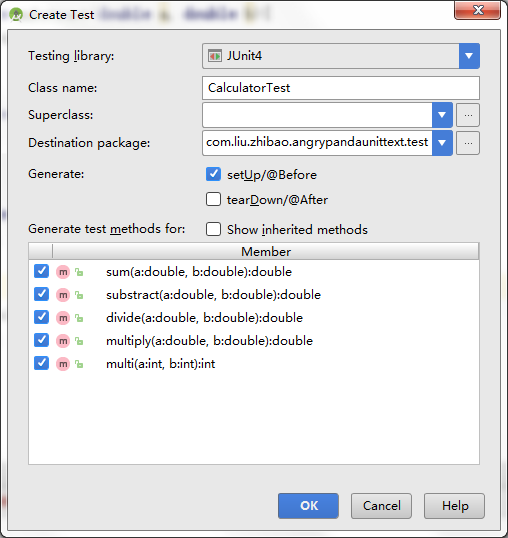 Create Test
double a, double b){
Testing library:
JUnit4
Class name:
CalculatorTest
Superclass:
...
Destination package:
com.liu.zhibao.angrypandaunittext.test
...
Generate:
setUp/@Before
tearDown/@After
Generate test methods for:
Show inherited methods
Member
m sum(a:double, b:double):double
m substract(a:double, b:double):double
m divide(a:double, b:double):double
m multiply(a:double, b:double):double
m multi(a:int, b:int):int
OK
Cancel
Help